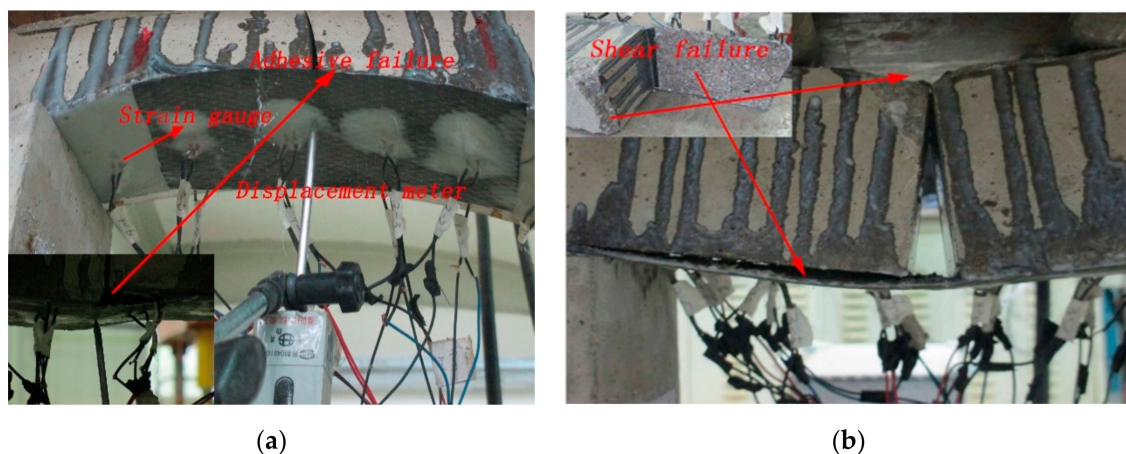 Adhesive failure
Strain gauge
Displacement meter
Shear failure
(a)
(b)